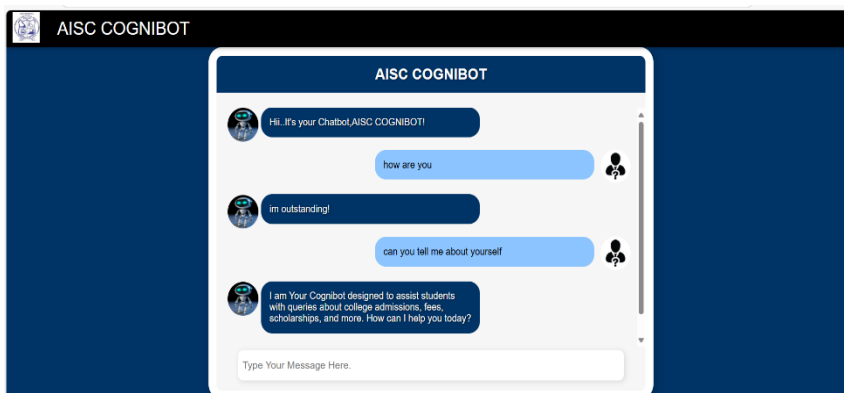 AISC COGNIBOT
AISC COGNIBOT
Hii..It's your Chatbot,AISC COGNIBOT!
how are you
im outstanding!
can you tell me about yourself
I am Your Cognibot designed to assist students
with queries about college admissions, fees,
scholarships, and more. How can I help you today?
Type Your Message Here.